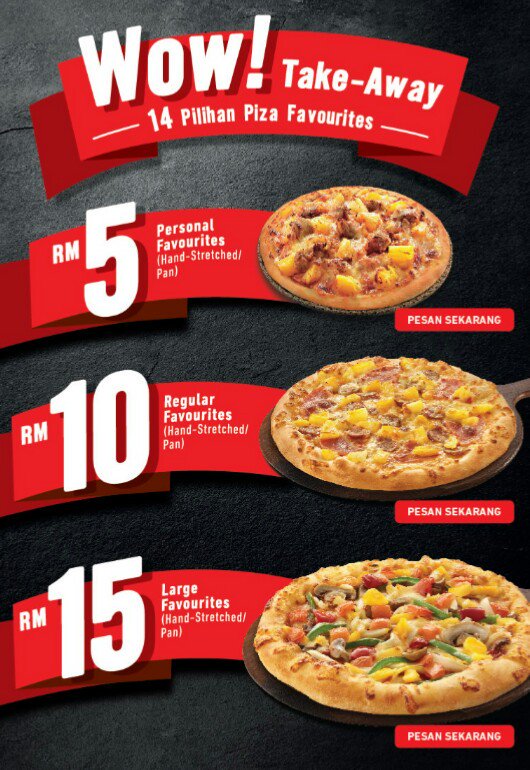 Wow! Take-Away
14 Pilihan Piza Favourites
RM 5
Personal
Favourites
(Hand-Stretched/
Pan)
PESAN SEKARANG
RM 10
Regular
Favourites
(Hand-Stretched/
Pan)
PESAN SEKARANG
RM 15
Large
Favourites
(Hand-Stretched/
Pan)
PESAN SEKARANG